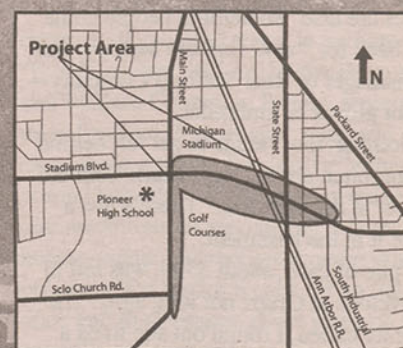 Project Area
N
Main Street
State Street
Packard Street
Michigan
Stadium
Stadium Blvd.
Pioneer
High School
Golf
Courses
Scio Church Rd.
Ann Arbor R.R.
South Industrial